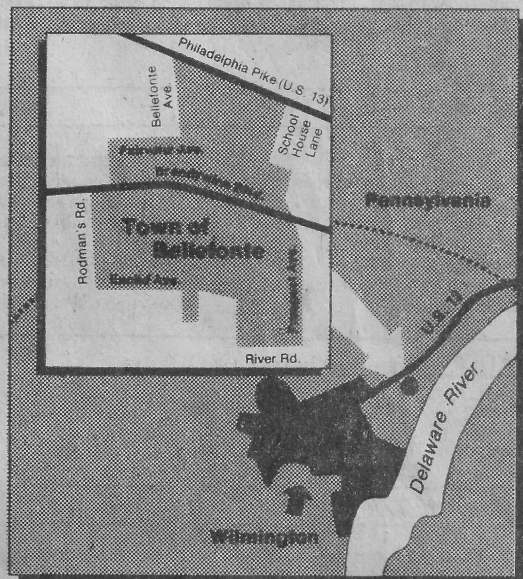 Philadelphia Pike (U.S. 13)
Bellefonte
Ave.
School
House
Lane
Fairview Ave.
Brandywine Blvd.
Rodman's Rd.
Town of
Bellefonte
Euclid Ave.
Prospect Ave.
River Rd.
Pennsylvania
U.S. 13
Delaware River
Wilmington